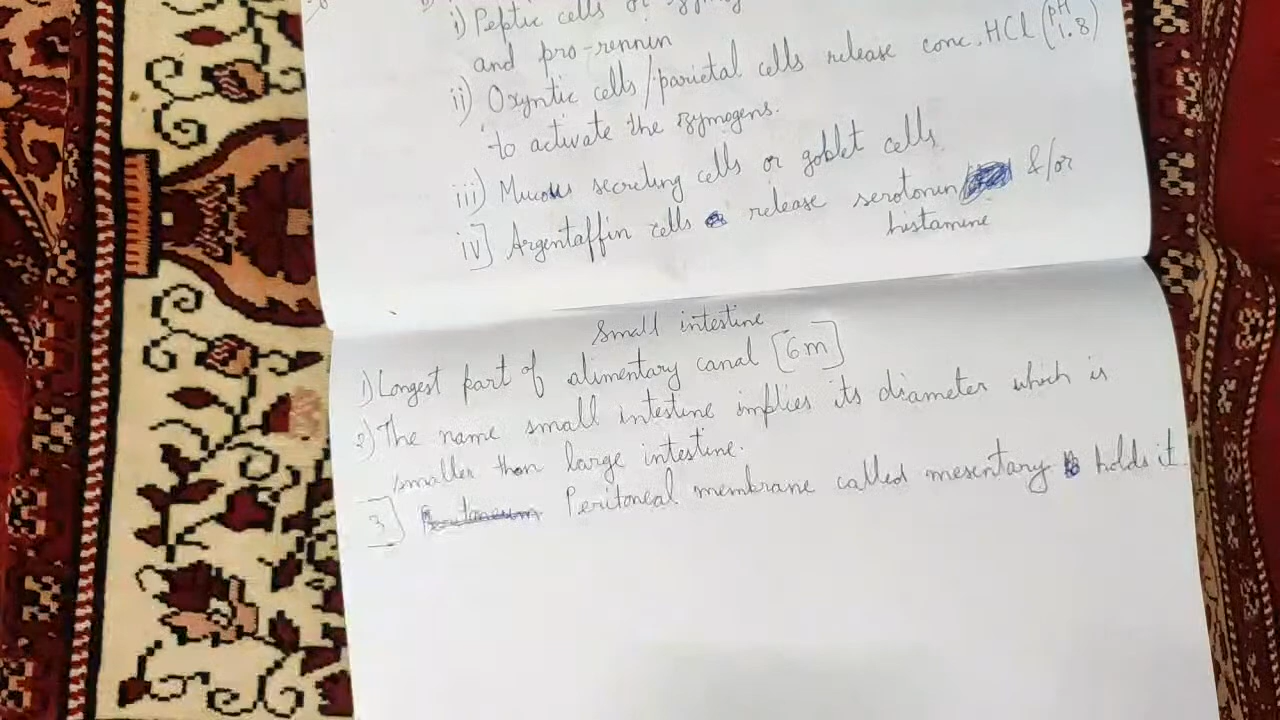 i) Peptic cells or zymog
and pro-rennin
ii) Oxyntic cells/parietal cells release conc. HCl (pH 1.8)
to activate the zymogens.
iii) Mucous secreting cells or goblet cells
iv] Argentaffin cells release serotonin &/or
histamine
Small intestine
1) Longest part of alimentary canal [6m]
2) The name small intestine implies its diameter which is
smaller than large intestine.
3] Peritoneal membrane called mesentary holds it.